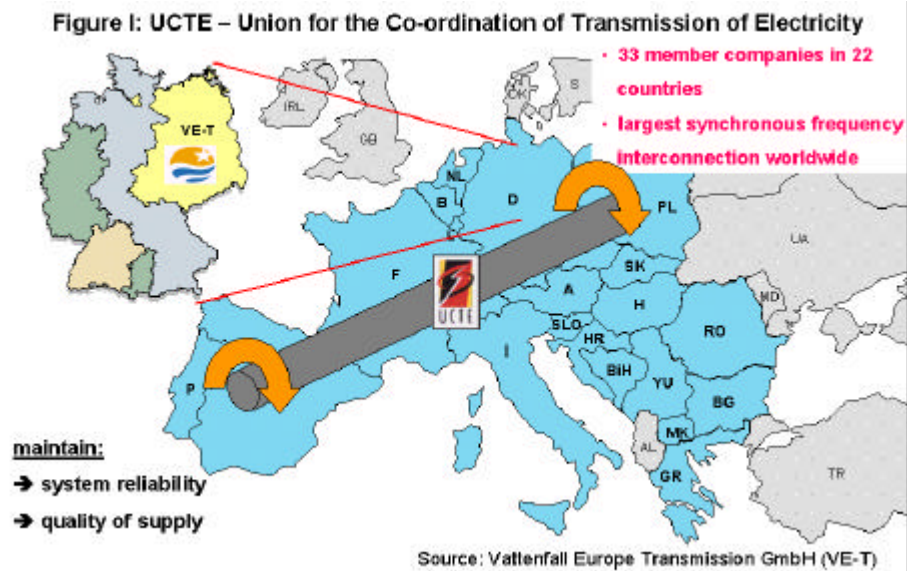 Figure I: UCTE – Union for the Co-ordination of Transmission of Electricity
• 33 member companies in 22
countries
• largest synchronous frequency
interconnection worldwide
VE-T
IRL
GB
DK
S
NL
B
D
PL
UA
F
SK
A
H
MD
SLO
HR
RO
I
BiH
YU
BG
P
MK
AL
GR
TR
UCTE
maintain:
➔ system reliability
➔ quality of supply
Source: Vattenfall Europe Transmission GmbH (VE-T)